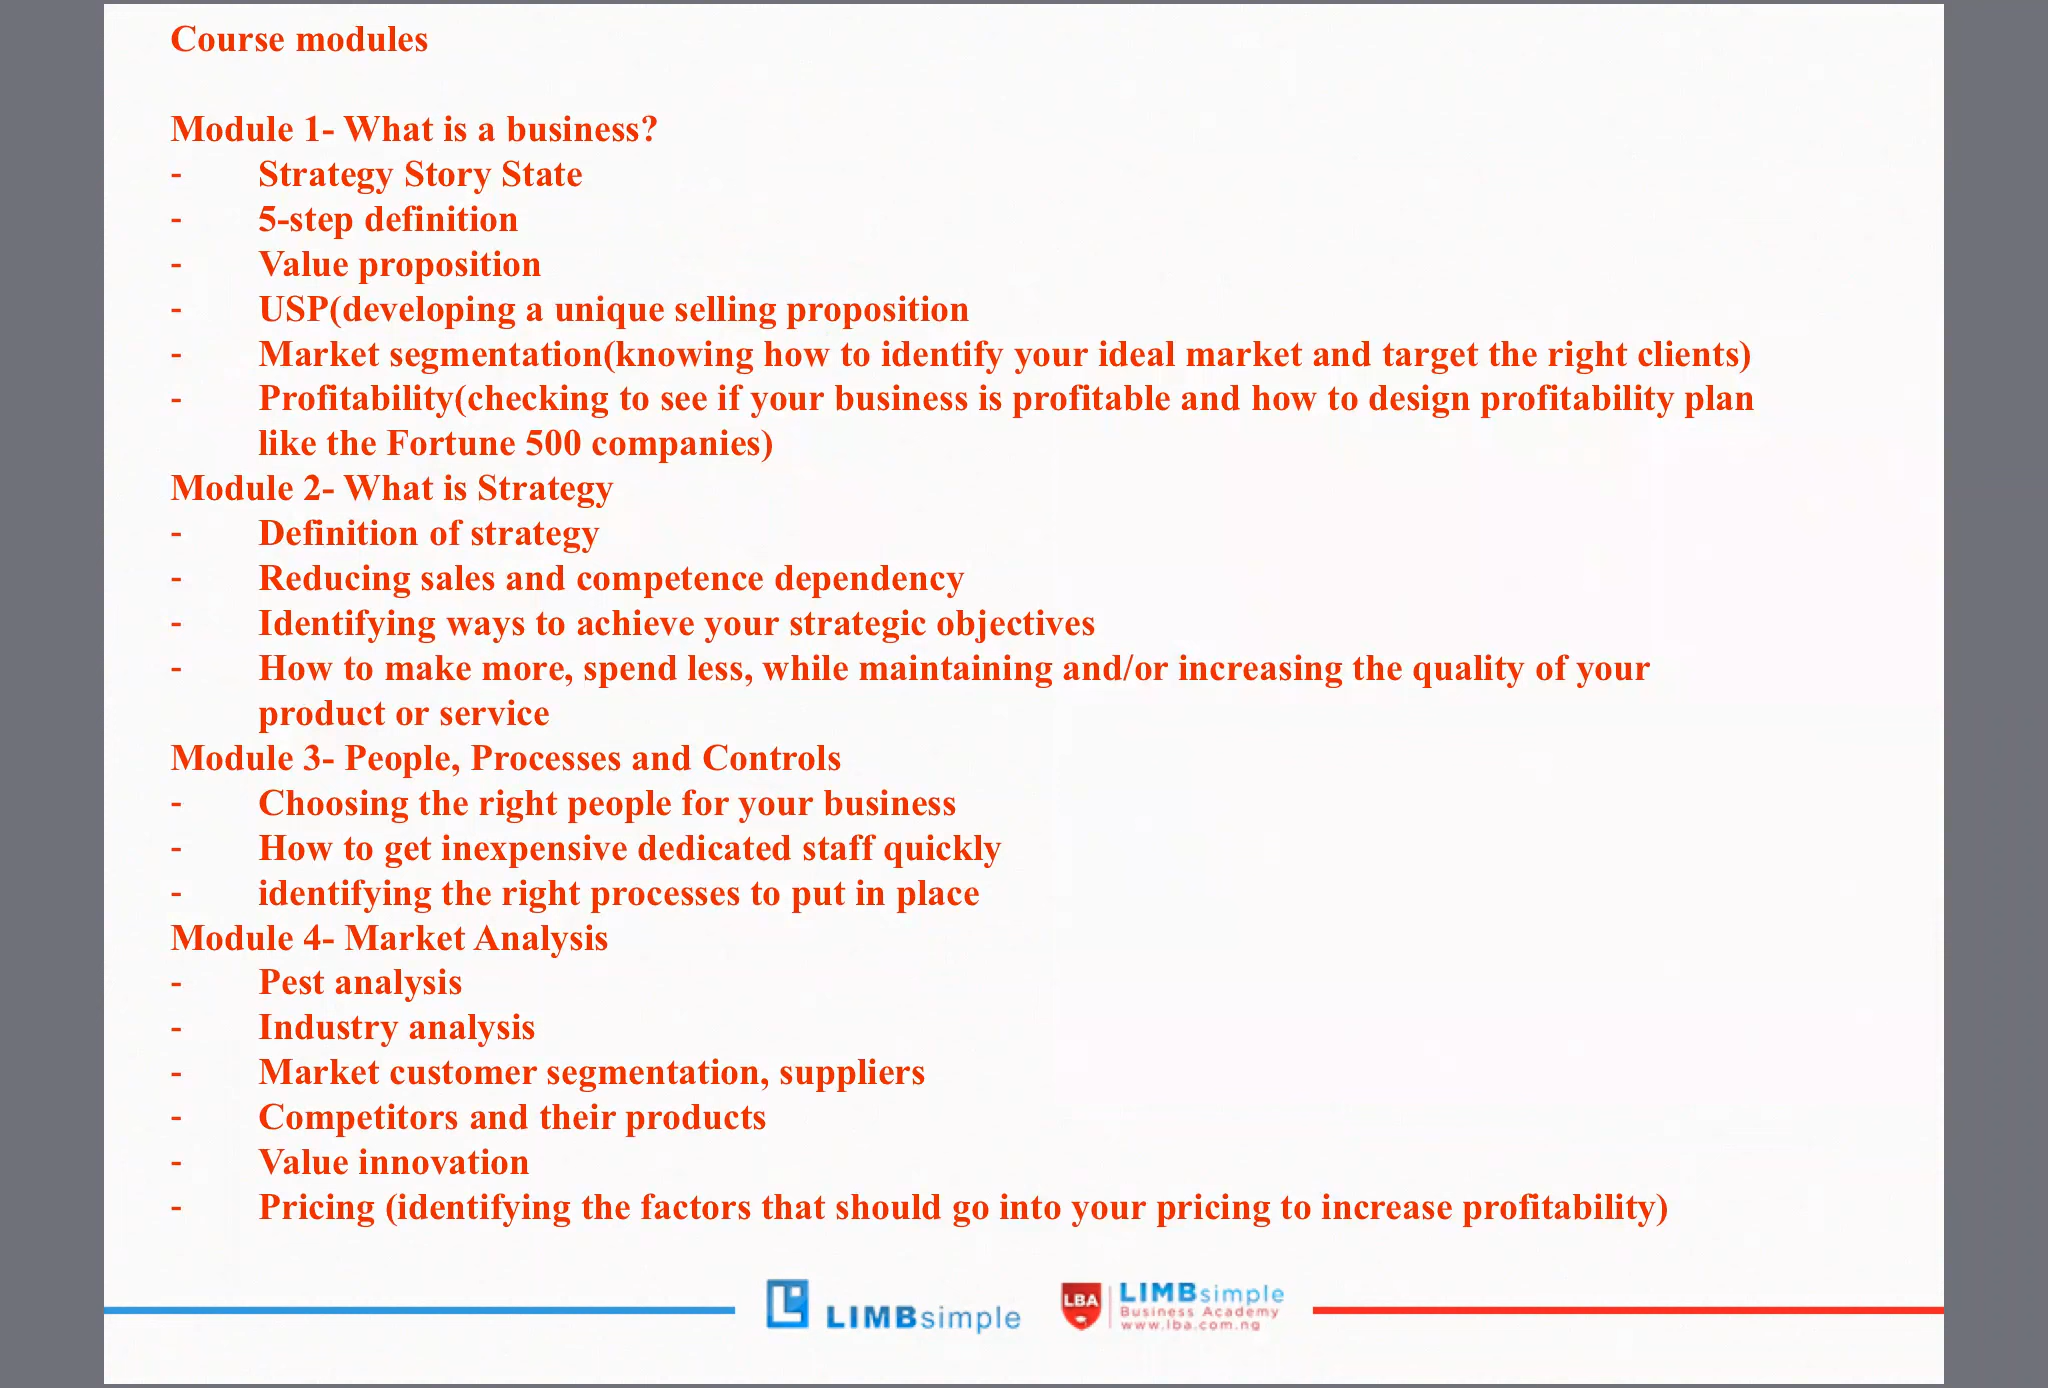 Course modules
Module 1- What is a business?
- Strategy Story State
- 5-step definition
- Value proposition
- USP(developing a unique selling proposition
- Market segmentation(knowing how to identify your ideal market and target the right clients)
- Profitability(checking to see if your business is profitable and how to design profitability plan
like the Fortune 500 companies)
Module 2- What is Strategy
- Definition of strategy
- Reducing sales and competence dependency
- Identifying ways to achieve your strategic objectives
- How to make more, spend less, while maintaining and/or increasing the quality of your
product or service
Module 3- People, Processes and Controls
- Choosing the right people for your business
- How to get inexpensive dedicated staff quickly
- identifying the right processes to put in place
Module 4- Market Analysis
- Pest analysis
- Industry analysis
- Market customer segmentation, suppliers
- Competitors and their products
- Value innovation
- Pricing (identifying the factors that should go into your pricing to increase profitability)
LIMBsimple
LBA
LIMBsimple
Business Academy
www.lba.com.ng